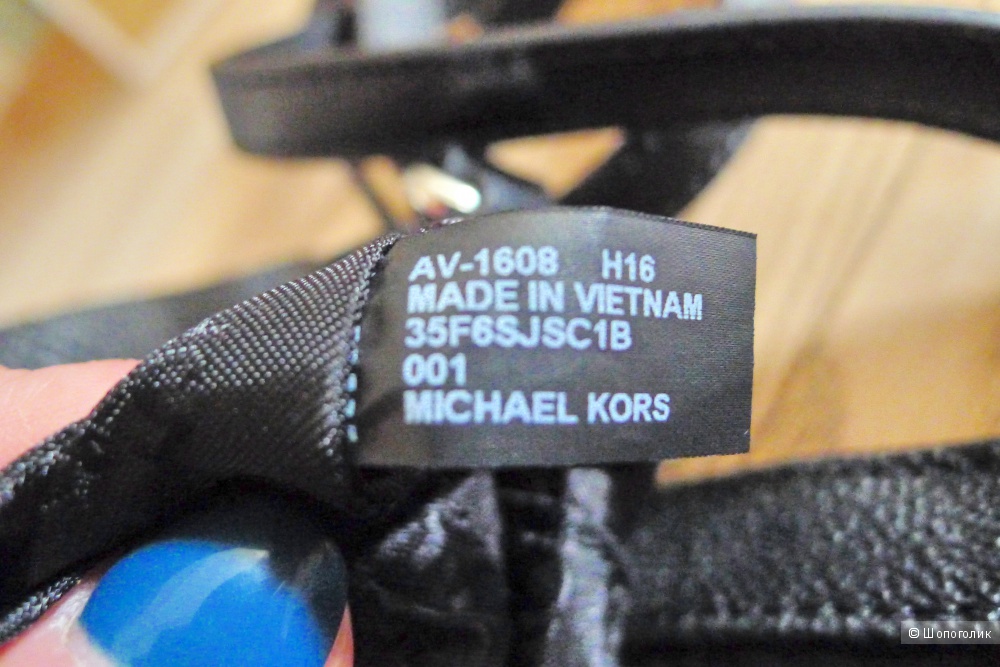 AV-1608 H16
MADE IN VIETNAM
35F6SJSC1B
001
MICHAEL KORS
© Шопоголик